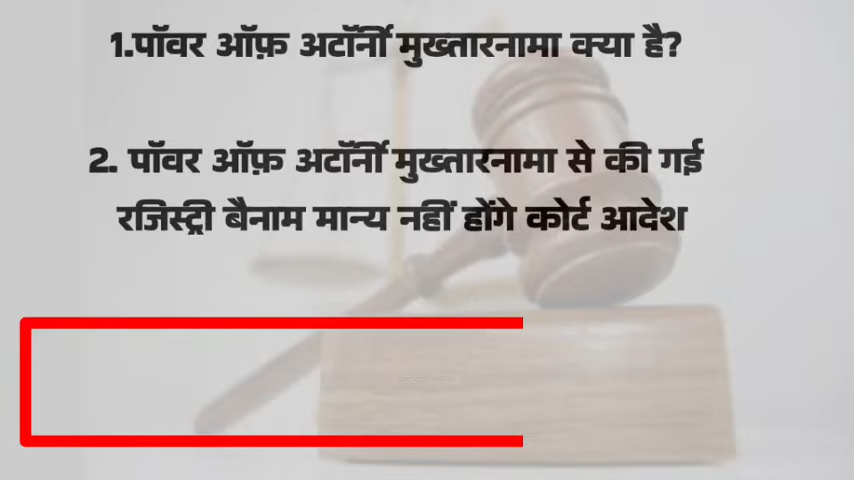 1.पॉवर ऑफ़ अटॉर्नी मुख्तारनामा क्या है?
2. पॉवर ऑफ़ अटॉर्नी मुख्तारनामा से की गई
रजिस्ट्री बैनाम मान्य नहीं होंगे कोर्ट आदेश